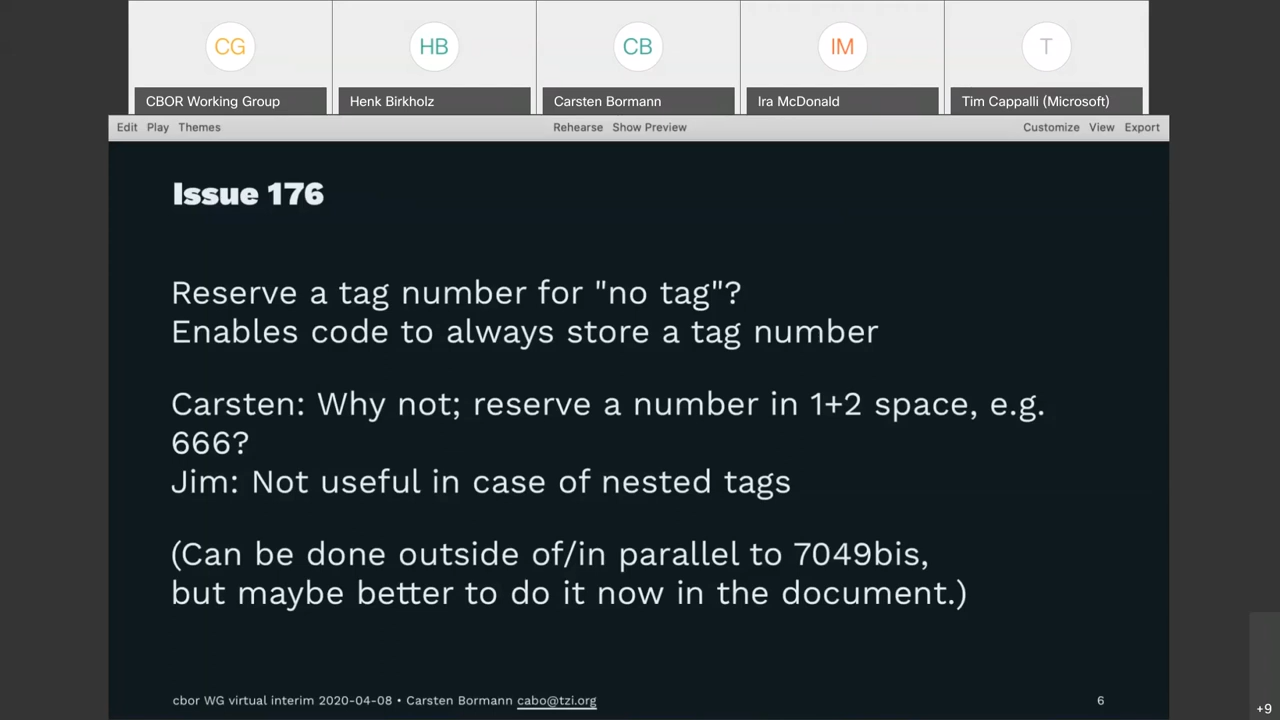 CG
HB
CB
IM
T
CBOR Working Group
Henk Birkholz
Carsten Bormann
Ira McDonald
Tim Cappalli (Microsoft)
Edit Play Themes Rehearse Show Preview Customize View Export
Issue 176
Reserve a tag number for "no tag"?
Enables code to always store a tag number
Carsten: Why not; reserve a number in 1+2 space, e.g.
666?
Jim: Not useful in case of nested tags
(Can be done outside of/in parallel to 7049bis,
but maybe better to do it now in the document.)
cbor WG virtual interim 2020-04-08 • Carsten Bormann cabo@tzi.org
6
+9